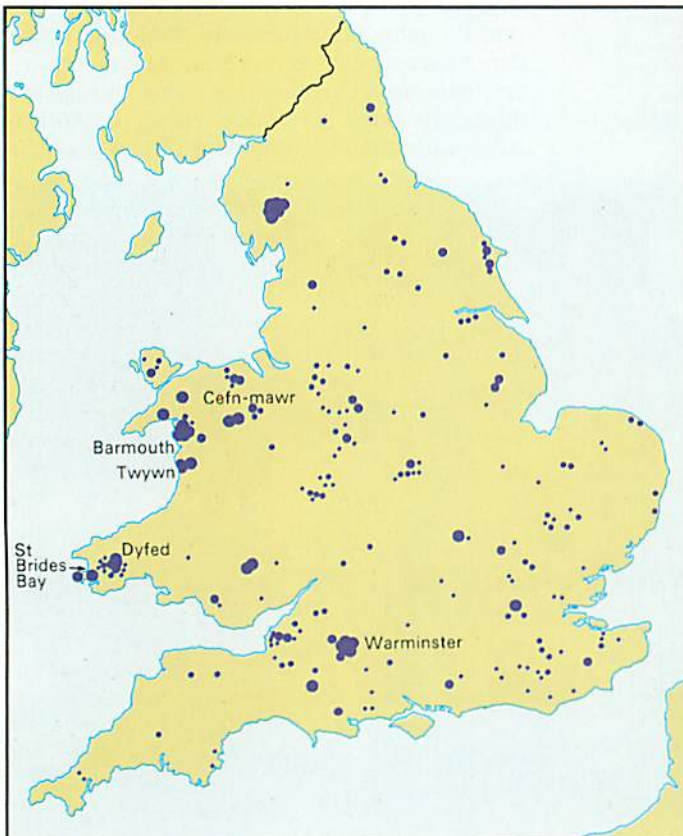 Cefn-mawr
Barmouth
Twywn
St
Brides
Bay
Dyfed
Warminster